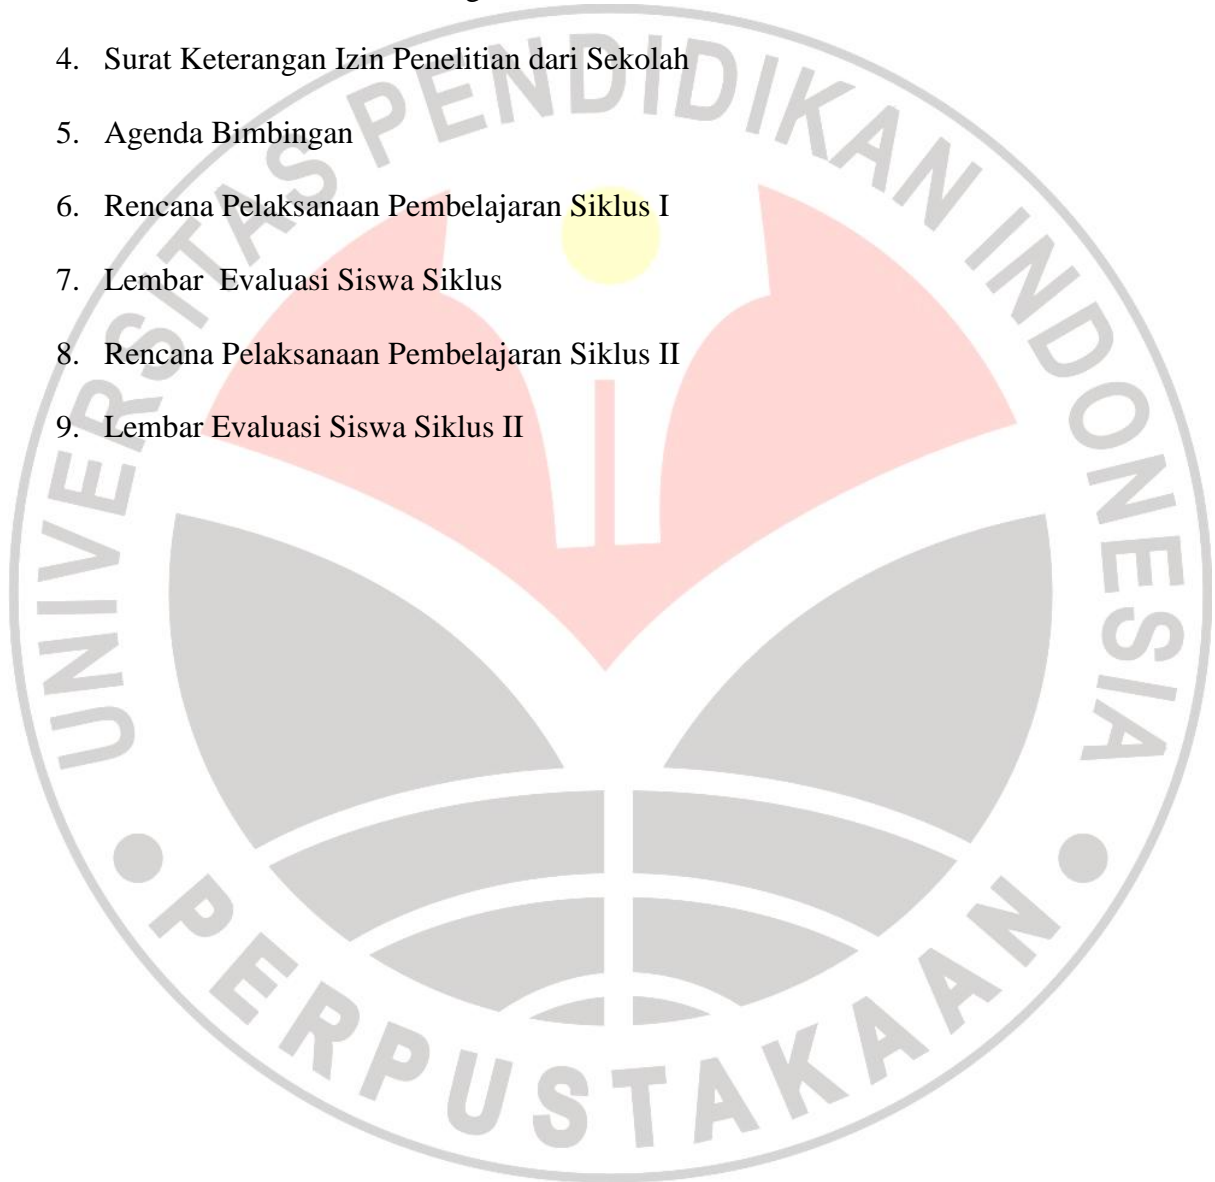 4. Surat Keterangan Izin Penelitian dari Sekolah
5. Agenda Bimbingan
6. Rencana Pelaksanaan Pembelajaran Siklus I
7. Lembar Evaluasi Siswa Siklus
8. Rencana Pelaksanaan Pembelajaran Siklus II
9. Lembar Evaluasi Siswa Siklus II
UNIVERSITAS PENDIDIKAN INDONESIA
PERPUSTAKAAN